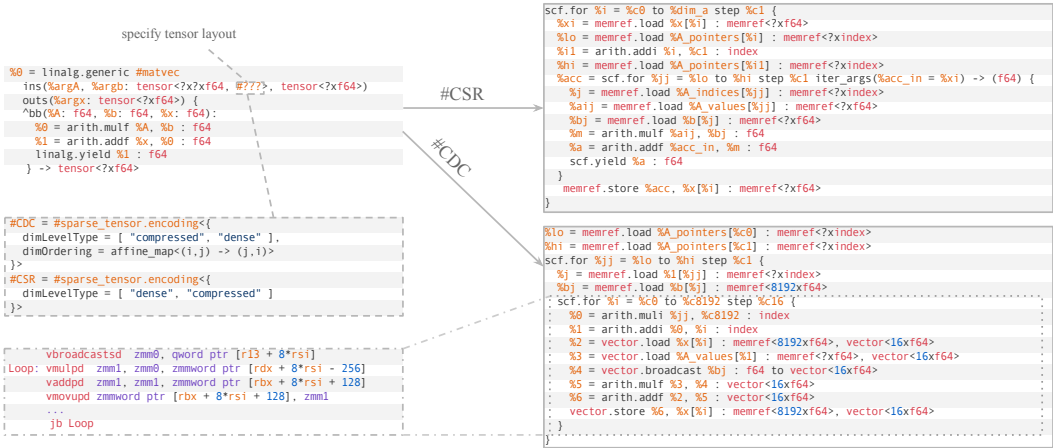 specify tensor layout
%0 = linalg.generic #matvec
ins(%argA, %argb: tensor<?x?xf64, #???>, tensor<?xf64>)
outs(%argx: tensor<?xf64>) {
^bb(%A: f64, %b: f64, %x: f64):
%0 = arith.mulf %A, %b : f64
%1 = arith.addf %x, %0 : f64
linalg.yield %1 : f64
} -> tensor<?xf64>
#CDC = #sparse_tensor.encoding<{
dimLevelType = [ "compressed", "dense" ],
dimOrdering = affine_map<(i,j) -> (j,i)>
}>
#CSR = #sparse_tensor.encoding<{
dimLevelType = [ "dense", "compressed" ]
}>
vbroadcastsd zmm0, qword ptr [r13 + 8*rsi]
Loop: vmulpd zmm1, zmm0, zmmword ptr [rdx + 8*rsi - 256]
vaddpd zmm1, zmm1, zmmword ptr [rbx + 8*rsi + 128]
vmovupd zmmword ptr [rbx + 8*rsi + 128], zmm1
...
jb Loop
#CSR
#CDC
scf.for %i = %c0 to %dim_a step %c1 {
%xi = memref.load %x[%i] : memref<?xf64>
%lo = memref.load %A_pointers[%i] : memref<?xindex>
%i1 = arith.addi %i, %c1 : index
%hi = memref.load %A_pointers[%i1] : memref<?xindex>
%acc = scf.for %jj = %lo to %hi step %c1 iter_args(%acc_in = %xi) -> (f64) {
%j = memref.load %A_indices[%jj] : memref<?xindex>
%aij = memref.load %A_values[%jj] : memref<?xf64>
%bj = memref.load %b[%j] : memref<?xf64>
%m = arith.mulf %aij, %bj : f64
%a = arith.addf %acc_in, %m : f64
scf.yield %a : f64
}
memref.store %acc, %x[%i] : memref<?xf64>
}
%lo = memref.load %A_pointers[%c0] : memref<?xindex>
%hi = memref.load %A_pointers[%c1] : memref<?xindex>
scf.for %jj = %lo to %hi step %c1 {
%j = memref.load %1[%jj] : memref<?xindex>
%bj = memref.load %b[%j] : memref<8192xf64>
scf.for %i = %c0 to %c8192 step %c16 {
%0 = arith.muli %jj, %c8192 : index
%1 = arith.addi %0, %i : index
%2 = vector.load %x[%i] : memref<8192xf64>, vector<16xf64>
%3 = vector.load %A_values[%1] : memref<?xf64>, vector<16xf64>
%4 = vector.broadcast %bj : f64 to vector<16xf64>
%5 = arith.mulf %3, %4 : vector<16xf64>
%6 = arith.addf %2, %5 : vector<16xf64>
vector.store %6, %x[%i] : memref<8192xf64>, vector<16xf64>
}
}